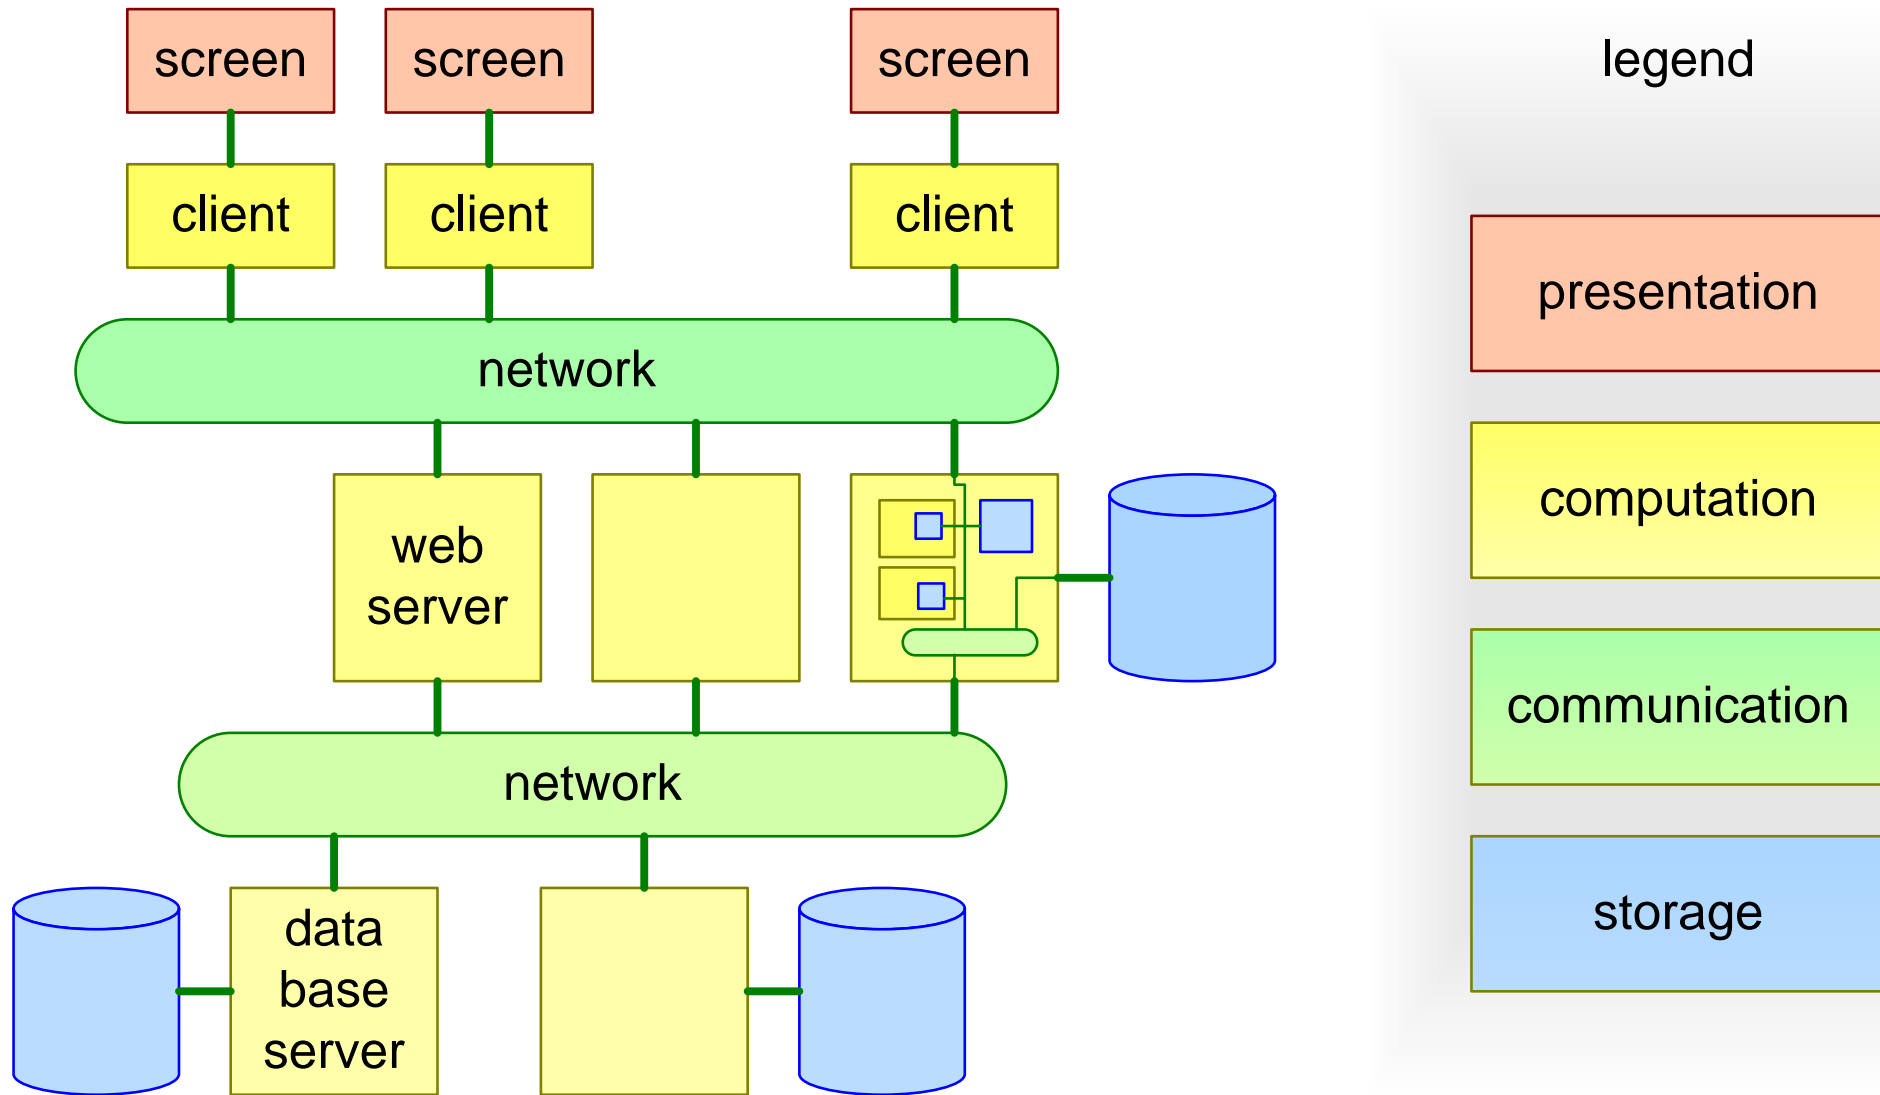 screen
screen
screen
client
client
client
network
web
server
network
data
base
server
legend
presentation
computation
communication
storage